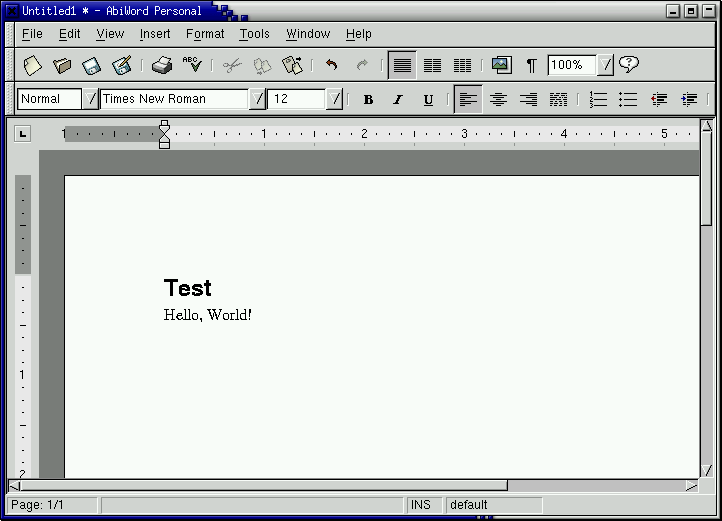 Untitled1 * - AbiWord Personal
File Edit View Insert Format Tools Window Help
ABC 100% ?
Normal Times New Roman 12 B I U
L 1 1 2 3 4 5
Test
Hello, World!
1
2
Page: 1/1 INS default